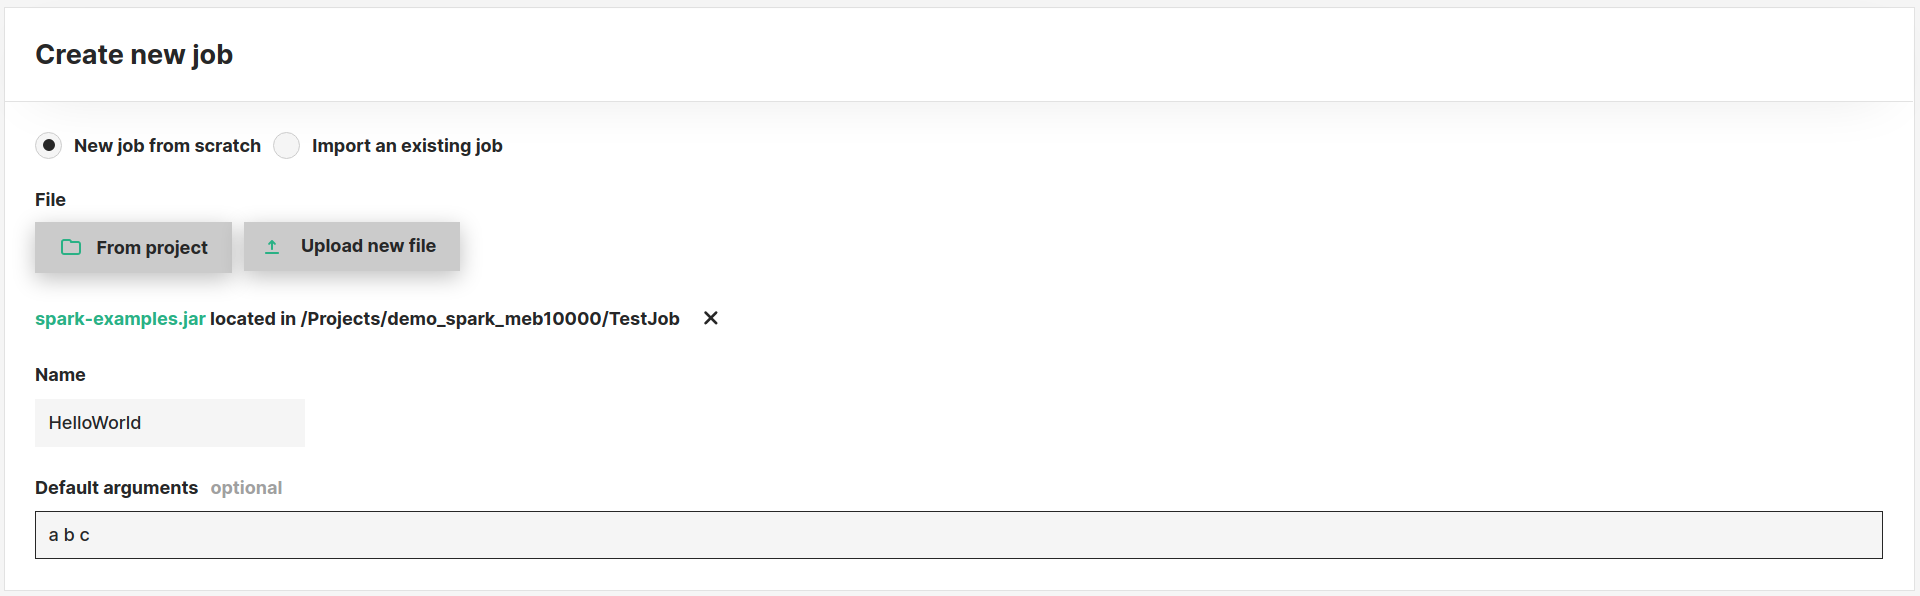 Create new job
New job from scratch Import an existing job
File
From project Upload new file
spark-examples.jar located in /Projects/demo_spark_meb10000/TestJob
Name
HelloWorld
Default arguments optional
a b c